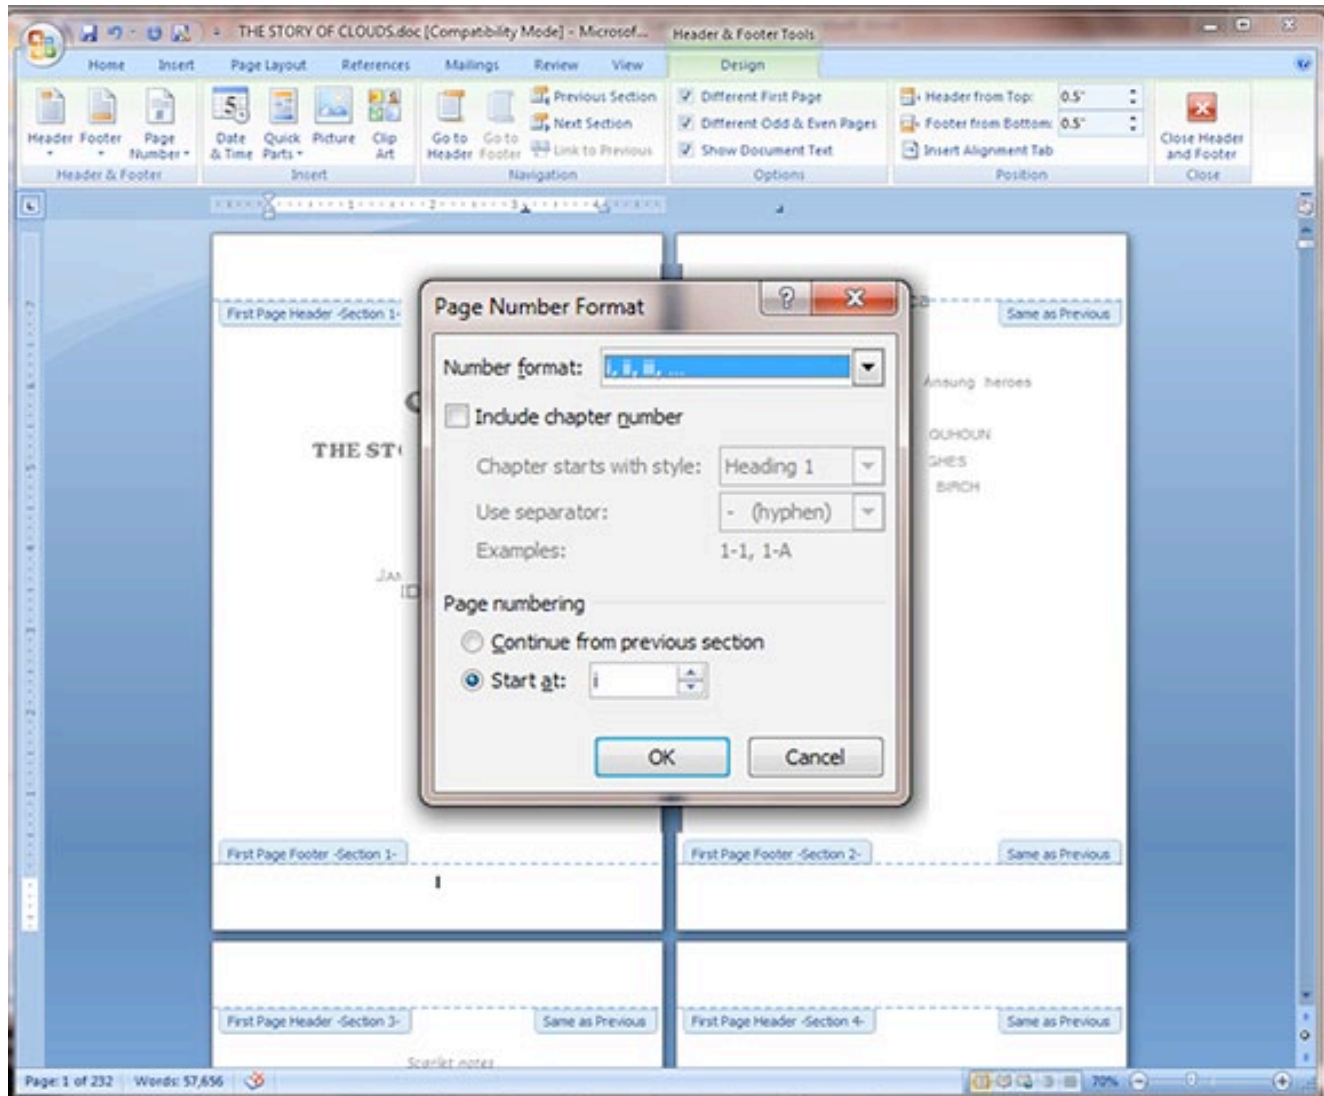 THE STORY OF CLOUDS.doc [Compatibility Mode] - Microsof...
Header & Footer Tools
Home Insert Page Layout References Mailings Review View Design
Header Footer Page Number
Date & Time Quick Parts Picture Clip Art
Go to Header Go to Footer
Previous Section
Next Section
Link to Previous
Different First Page
Different Odd & Even Pages
Show Document Text
Header from Top: 0.5"
Footer from Bottom: 0.5"
Insert Alignment Tab
Close Header and Footer
Header & Footer Insert Navigation Options Position Close
First Page Header -Section 1-
Same as Previous
Page Number Format
Number format: i, ii, iii, ...
Include chapter number
Chapter starts with style: Heading 1
Use separator: - (hyphen)
Examples: 1-1, 1-A
Page numbering
Continue from previous section
Start at: i
OK Cancel
THE STO
JAN
heroes
QUHOUN
GHES
BIRCH
First Page Footer -Section 1-
First Page Footer -Section 2- Same as Previous
First Page Header -Section 3- Same as Previous
First Page Header -Section 4- Same as Previous
Scarlet notes
Page: 1 of 232 Words: 57,656 70%